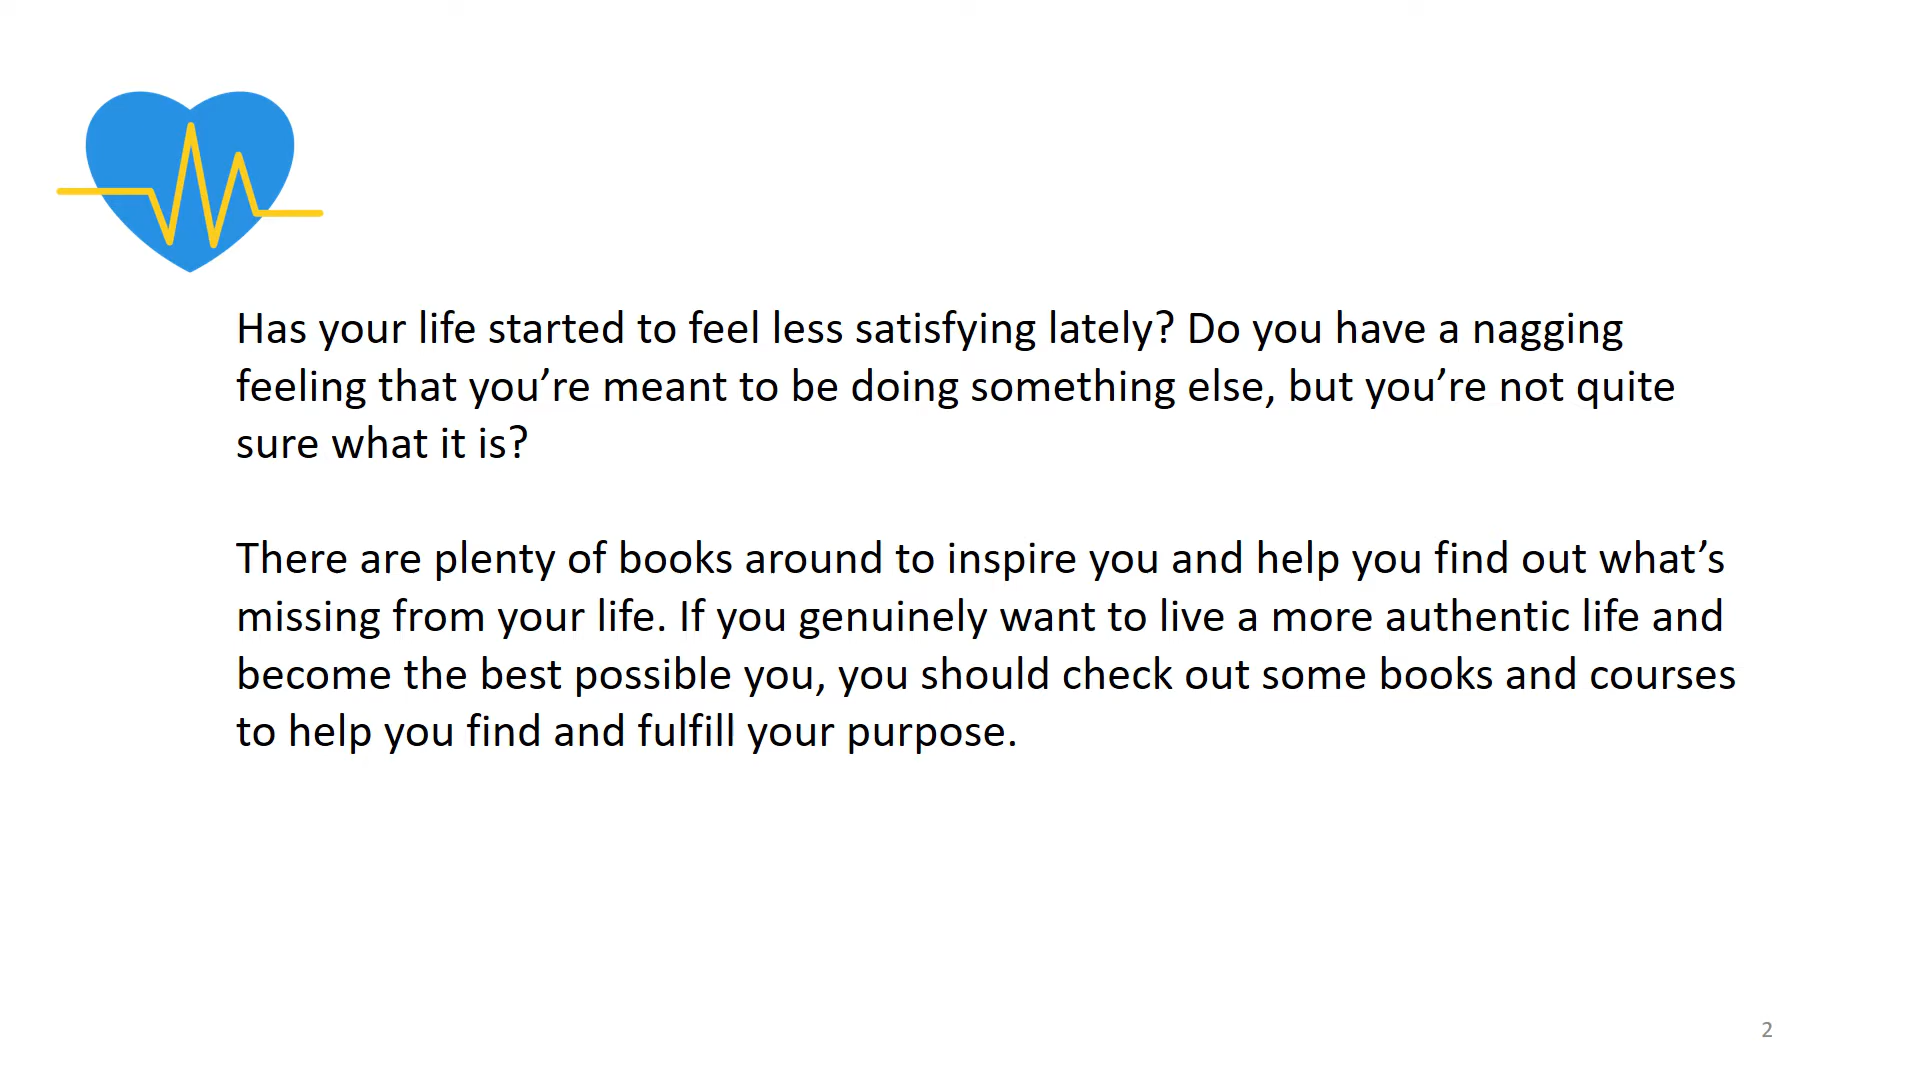 Has your life started to feel less satisfying lately? Do you have a nagging
feeling that you’re meant to be doing something else, but you’re not quite
sure what it is?
There are plenty of books around to inspire you and help you find out what’s
missing from your life. If you genuinely want to live a more authentic life and
become the best possible you, you should check out some books and courses
to help you find and fulfill your purpose.
2